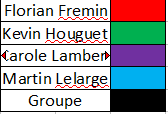 Florian Fremin
Kevin Houguet
Carole Lamber
Martin Lelarge
Groupe